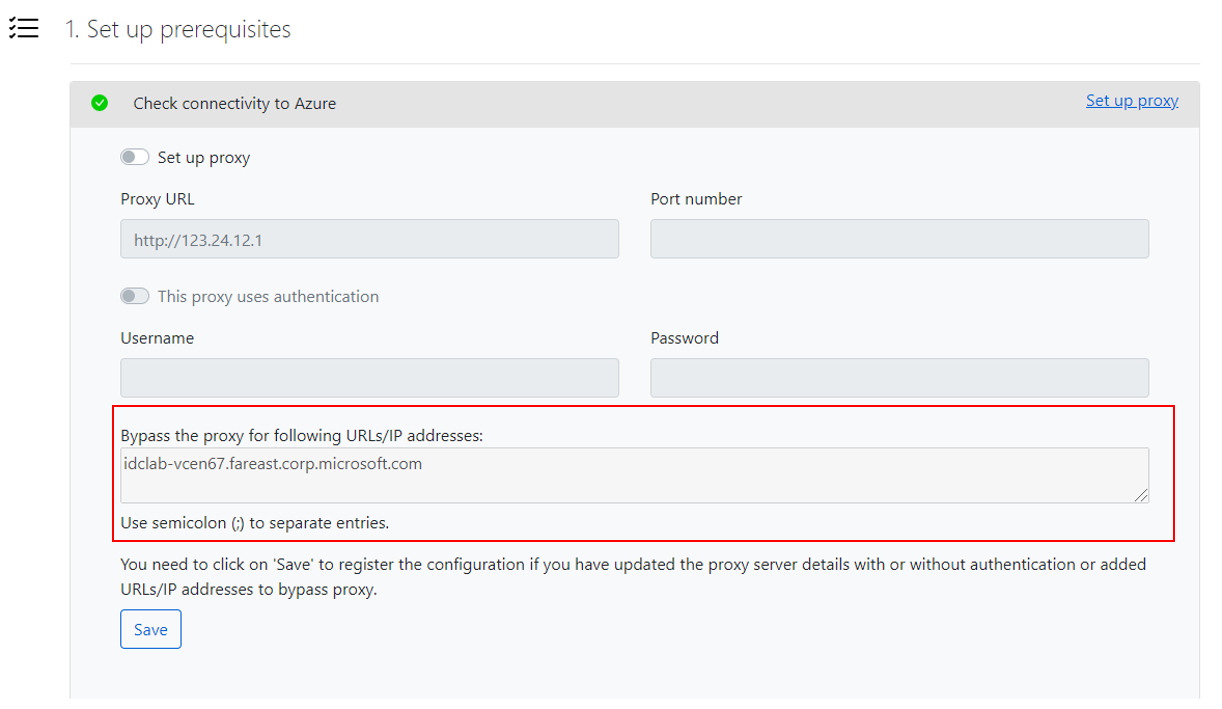 1. Set up prerequisites
Check connectivity to Azure
Set up proxy
Set up proxy
Proxy URL
Port number
http://123.24.12.1
This proxy uses authentication
Username
Password
Bypass the proxy for following URLs/IP addresses:
idclab-vcen67.fareast.corp.microsoft.com
Use semicolon (;) to separate entries.
You need to click on 'Save' to register the configuration if you have updated the proxy server details with or without authentication or added
URLs/IP addresses to bypass proxy.
Save